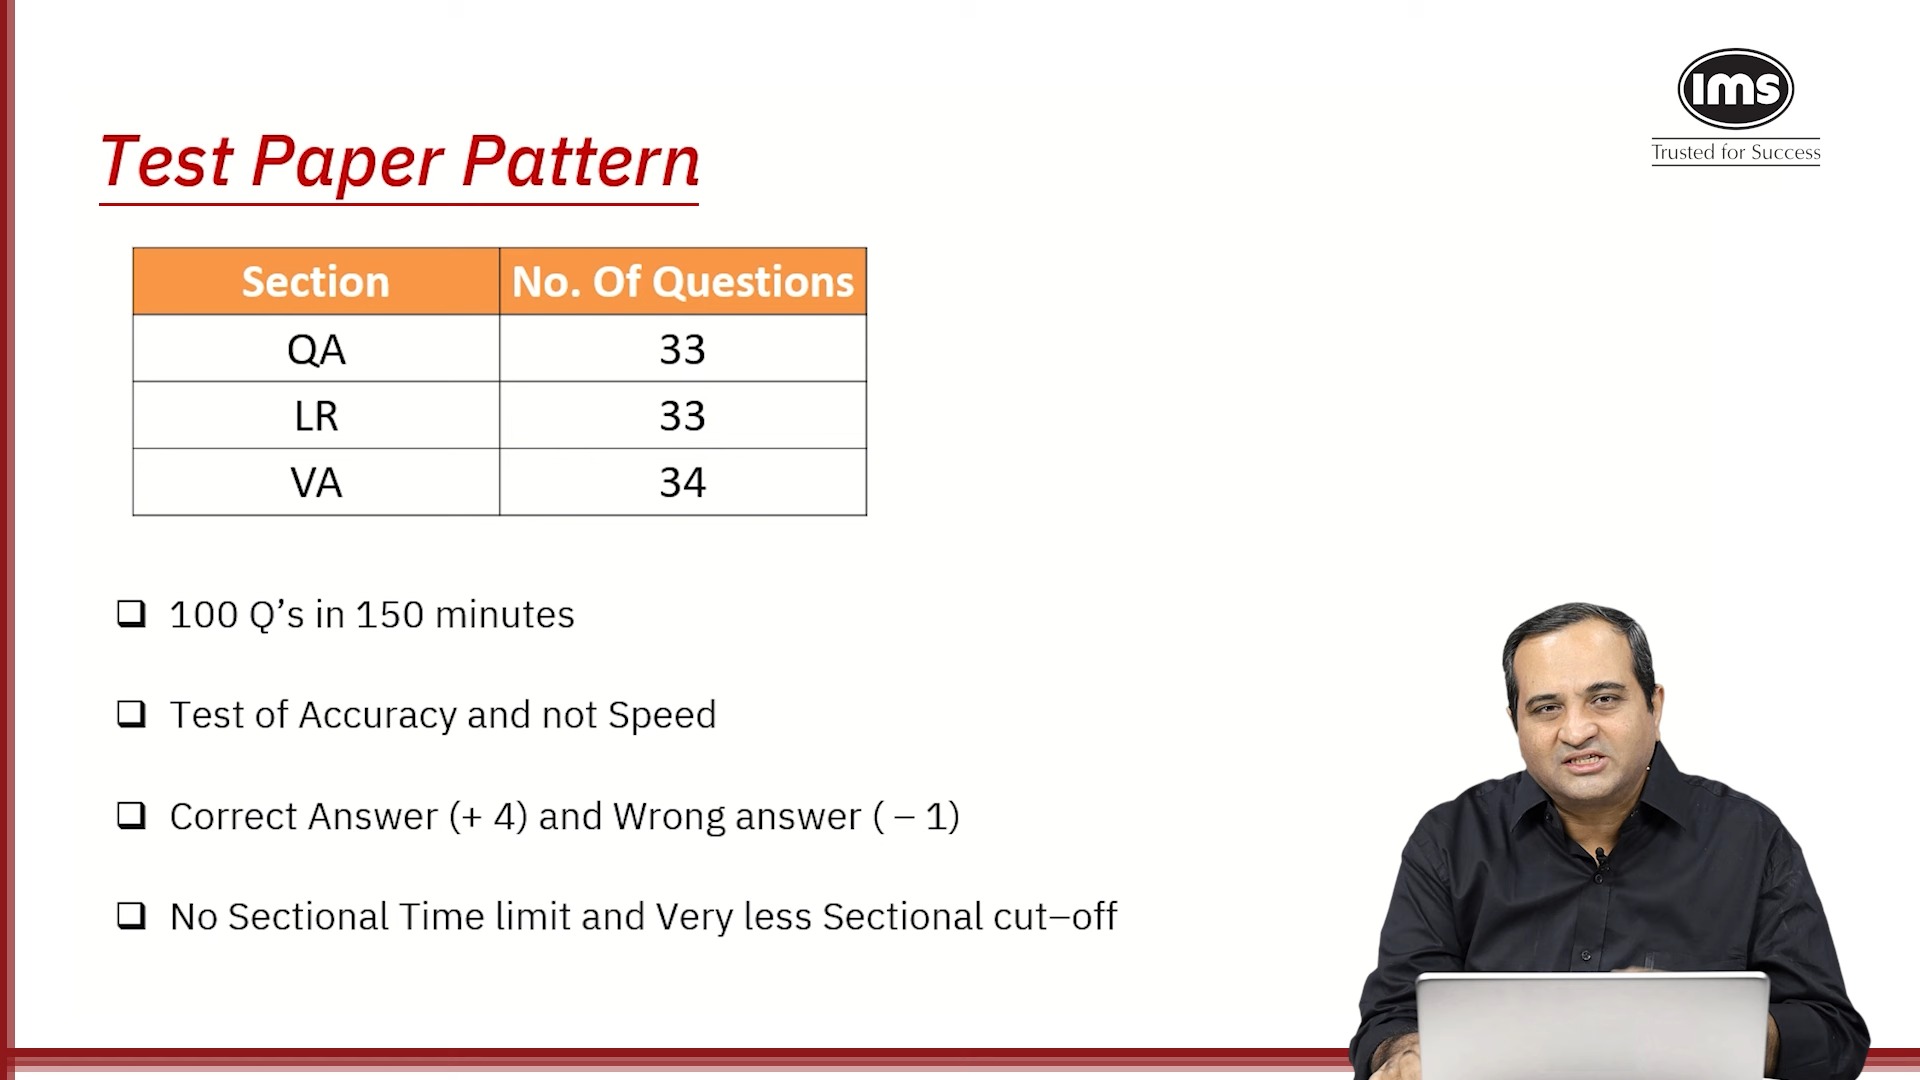 ims
Trusted for Success
Test Paper Pattern
Section No. Of Questions
QA 33
LR 33
VA 34
❑ 100 Q’s in 150 minutes
❑ Test of Accuracy and not Speed
❑ Correct Answer (+ 4) and Wrong answer ( – 1)
❑ No Sectional Time limit and Very less Sectional cut–off